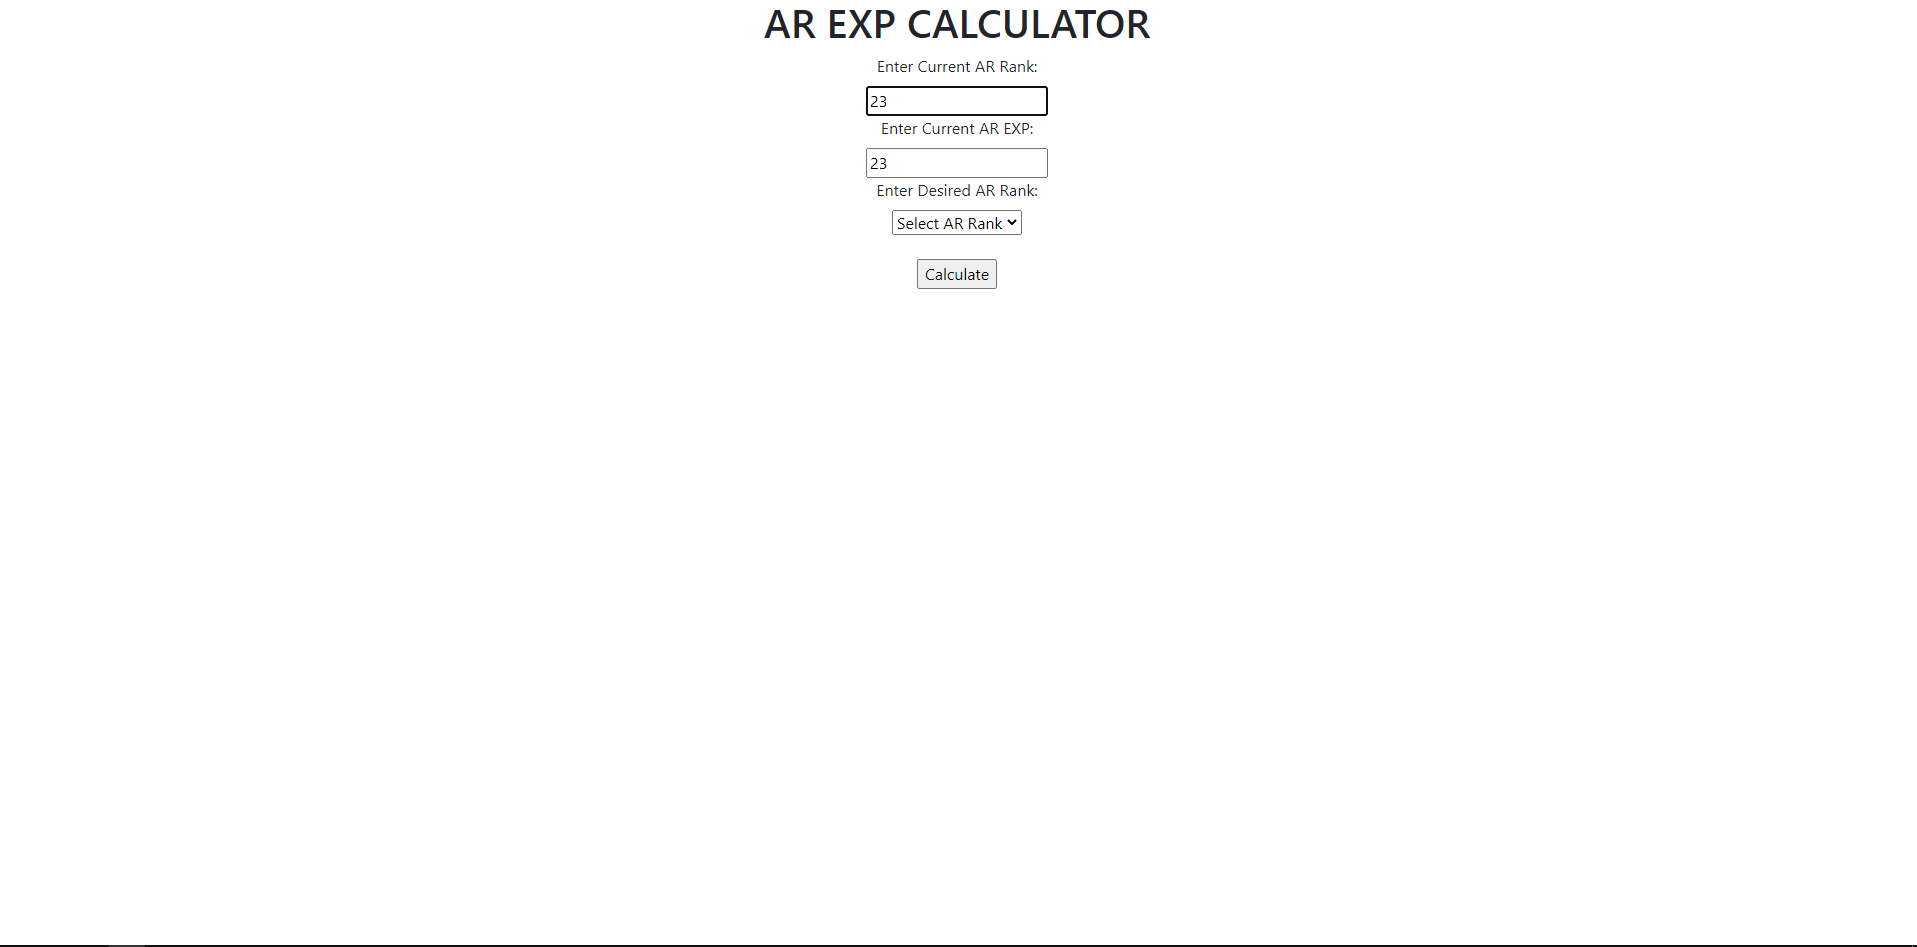 AR EXP CALCULATOR
Enter Current AR Rank:
23
Enter Current AR EXP:
23
Enter Desired AR Rank:
Select AR Rank
Calculate